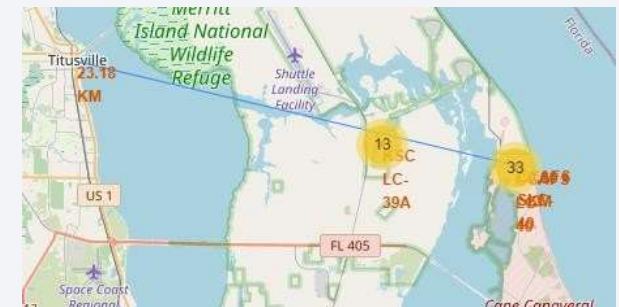 Merritt
Island National
Wildlife
Refuge
Florida
Titusville
23.18
KM
Shuttle
Landing
Facility
13
KSC
LC-
39A
33
US 1
FL 405
Space Coast
Regional
Cape Canaveral